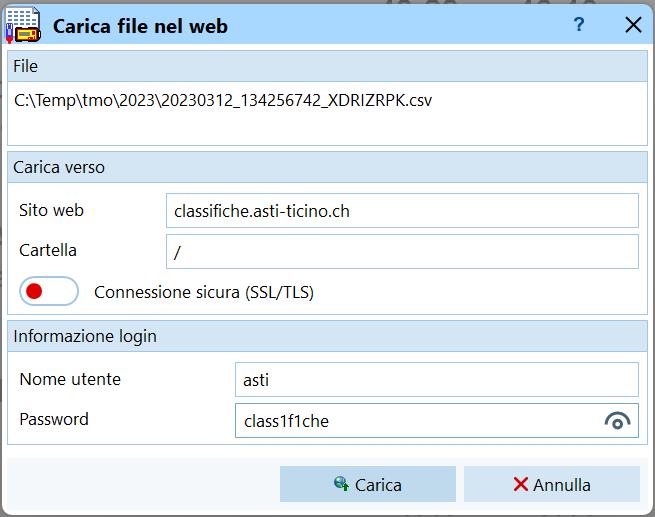 Carica file nel web
?
File
C:\Temp\tmo\2023\20230312_134256742_XDRIZRPK.csv
Carica verso
Sito web
classifiche.asti-ticino.ch
Cartella
/
Connessione sicura (SSL/TLS)
Informazione login
Nome utente
asti
Password
class1f1che
Carica
Annulla